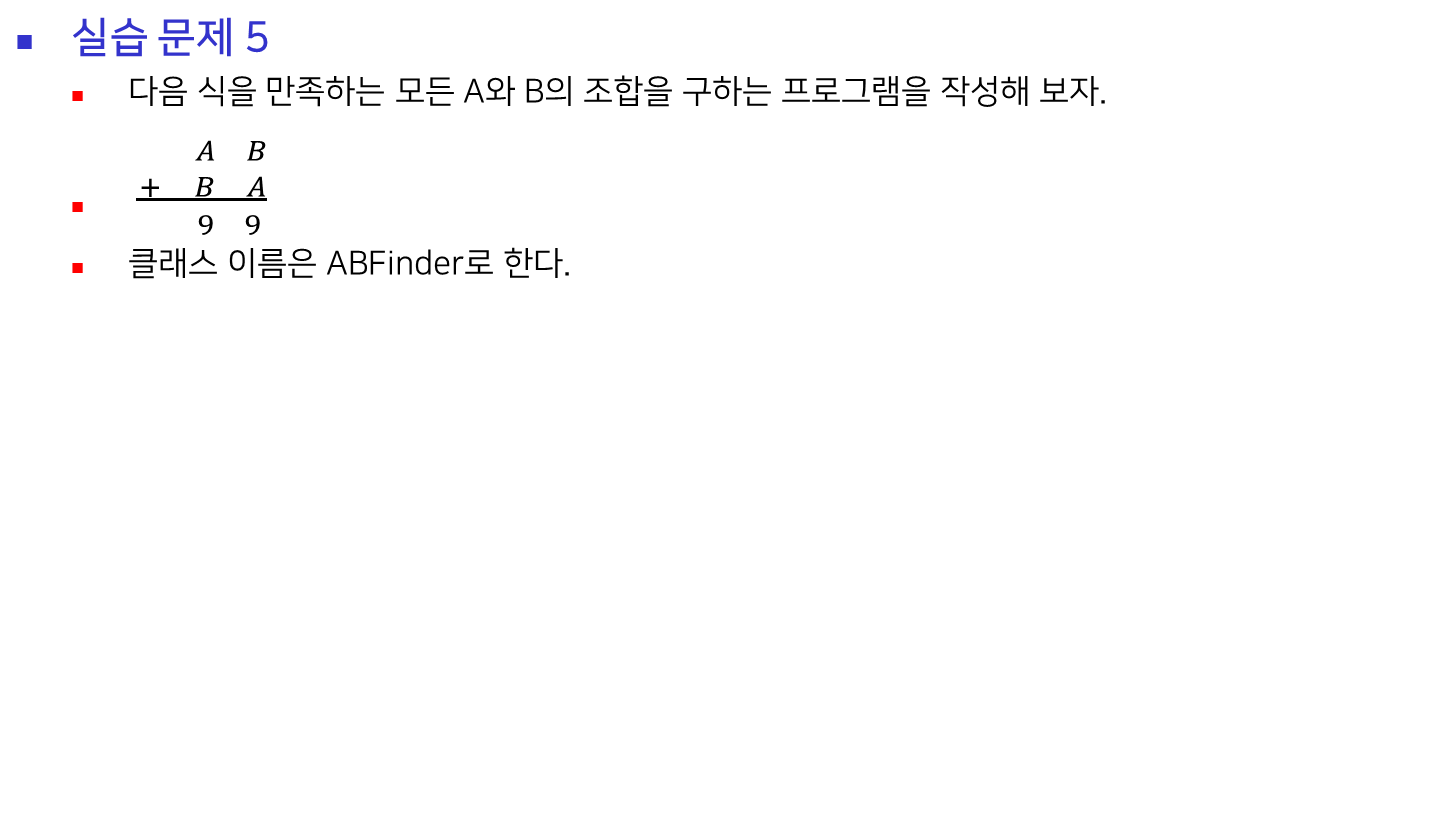 실습 문제 5
다음 식을 만족하는 모든 A와 B의 조합을 구하는 프로그램을 작성해 보자.
A B
+ B A
9 9
클래스 이름은 ABFinder로 한다.